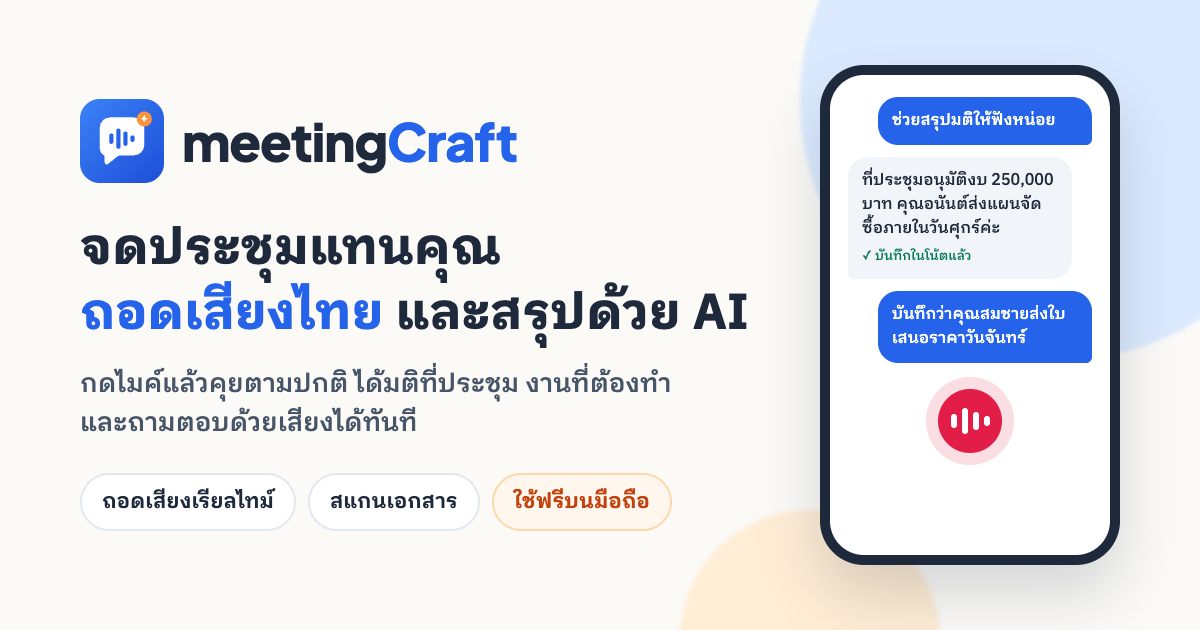 meetingCraft
จดประชุมแทนคุณ
ถอดเสียงไทย และสรุปด้วย AI
กดไมค์แล้วคุยตามปกติ ได้มติที่ประชุม งานที่ต้องทำ
และถามตอบด้วยเสียงได้ทันที
ถอดเสียงเรียลไทม์
สแกนเอกสาร
ใช้ฟรีบนมือถือ
ช่วยสรุปมติให้ฟังหน่อย
ที่ประชุมอนุมัติงบ 250,000
บาท คุณอนันต์ส่งแผนจัด
ซื้อภายในวันศุกร์ค่ะ
✓ บันทึกในโน้ตแล้ว
บันทึกว่าคุณสมชายส่งใบ
เสนอราคาวันจันทร์